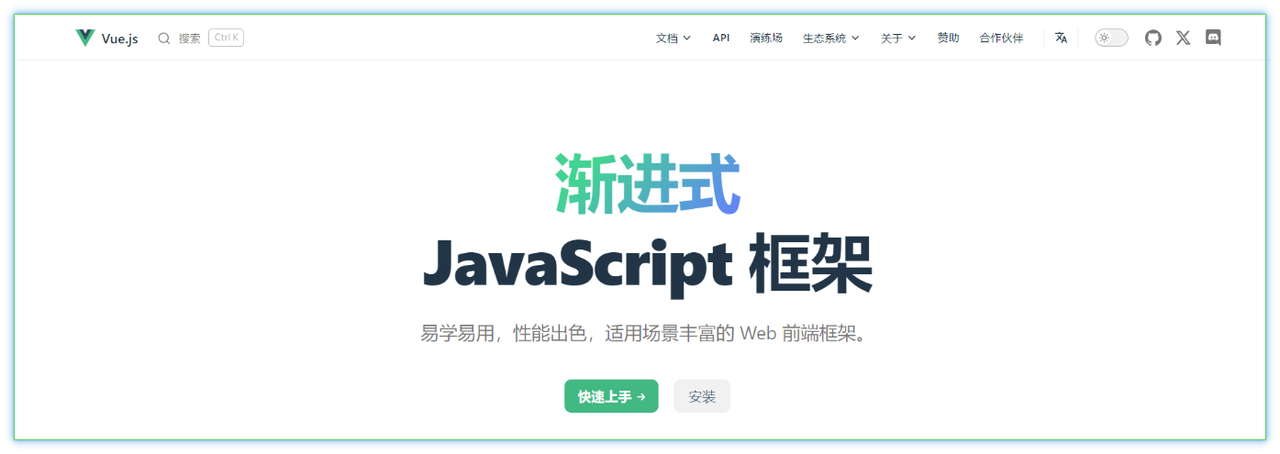 Vue.js 搜索 Ctrl K 文档 API 演练场 生态系统 关于 赞助 合作伙伴
渐进式
JavaScript 框架
易学易用，性能出色，适用场景丰富的 Web 前端框架。
快速上手 → 安装